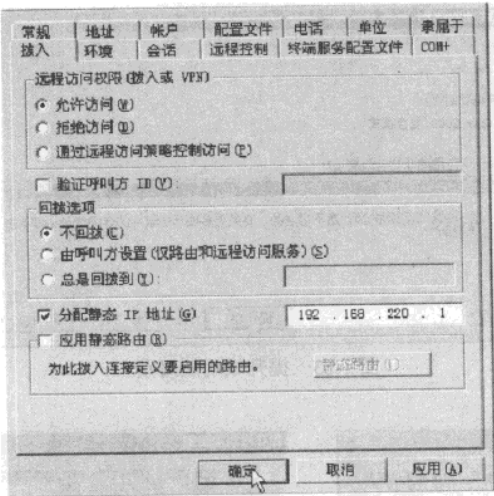 常规 地址 帐户 配置文件 电话 单位 隶属于
拨入 环境 会话 远程控制 终端服务配置文件 COM+
远程访问权限(拨入或 VPN)
允许访问(W)
拒绝访问(D)
通过远程访问策略控制访问(P)
验证呼叫方 ID(V)
回拨选项
不回拨(C)
由呼叫方设置(仅路由和远程访问服务)(S)
总是回拨到(Y):
分配静态 IP 地址(G) 192 .168 .220 . 1
应用静态路由(R)
为此拨入连接定义要启用的路由。
确定 取消 应用(A)